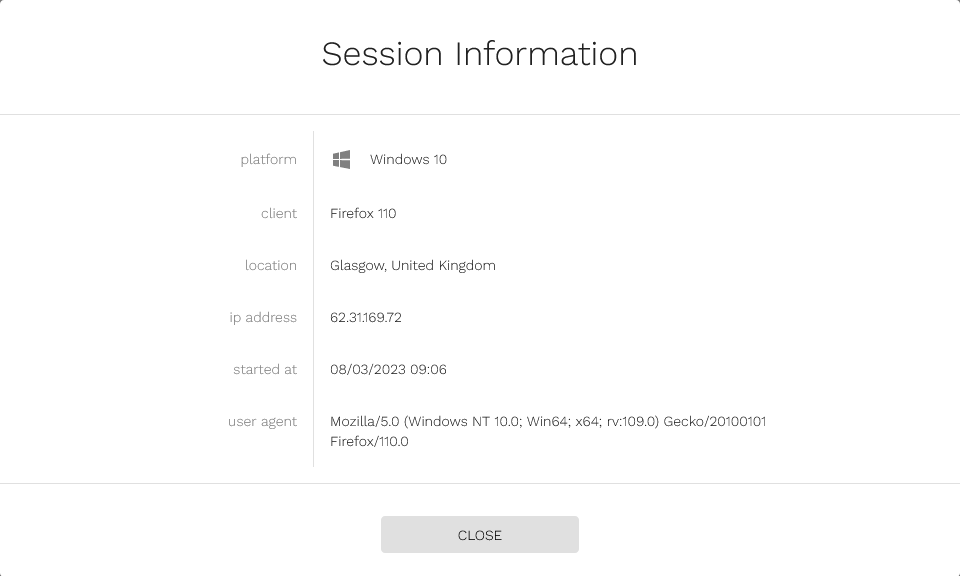 Session Information
platform Windows 10
client Firefox 110
location Glasgow, United Kingdom
ip address 62.31.169.72
started at 08/03/2023 09:06
user agent Mozilla/5.0 (Windows NT 10.0; Win64; x64; rv:109.0) Gecko/20100101
Firefox/110.0
CLOSE